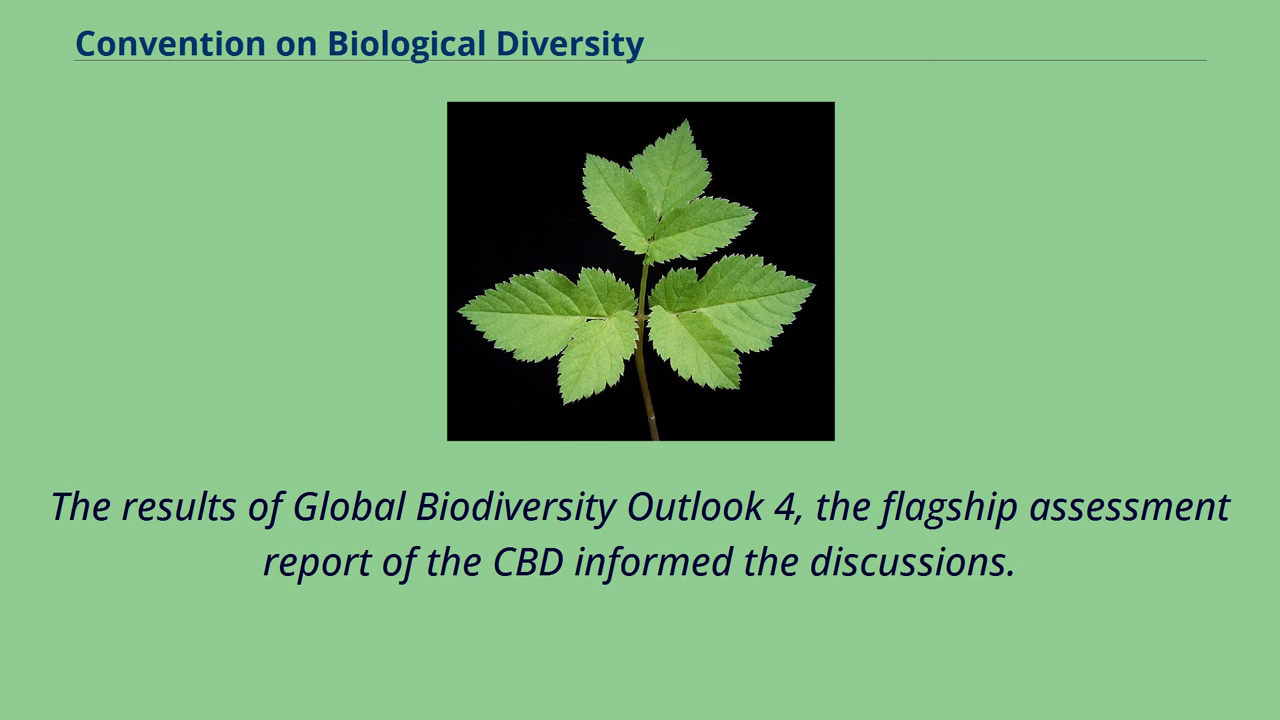 Convention on Biological Diversity
The results of Global Biodiversity Outlook 4, the flagship assessment
report of the CBD informed the discussions.